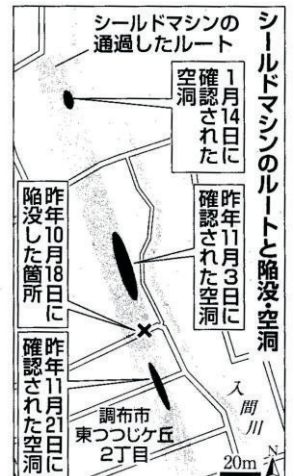 シールドマシンのルートと陥没・空洞
シールドマシンの
通過したルート
1月14日に
確認された
空洞
昨年11月3日に
確認された空洞
昨年10月18日に
陥没した箇所
昨年11月21日に
確認された空洞
調布市
東つつじケ丘
2丁目
入間川
20m
N